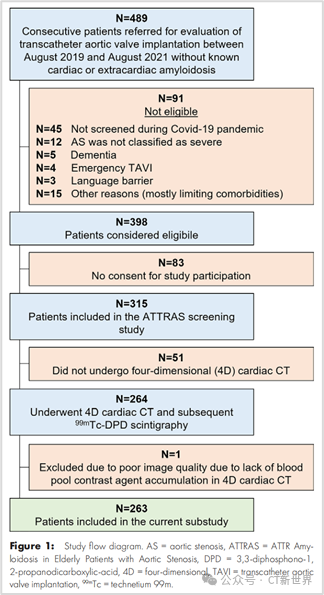 N=489
Consecutive patients referred for evaluation of
transcatheter aortic valve implantation between
August 2019 and August 2021 without known
cardiac or extracardiac amyloidosis
N=91
Not eligible
N=45 Not screened during Covid-19 pandemic
N=12 AS was not classified as severe
N=5 Dementia
N=4 Emergency TAVI
N=3 Language barrier
N=15 Other reasons (mostly limiting comorbidities)
N=398
Patients considered eligibile
N=83
No consent for study participation
N=315
Patients included in the ATTRAS screening
study
N=51
Did not undergo four-dimensional (4D) cardiac CT
N=264
Underwent 4D cardiac CT and subsequent
99mTc-DPD scintigraphy
N=1
Excluded due to poor image quality due to lack of blood
pool contrast agent accumulation in 4D cardiac CT
N=263
Patients included in the current substudy
Figure 1: Study flow diagram. AS = aortic stenosis, ATTRAS = ATTR Amy-
loidosis in Elderly Patients with Aortic Stenosis, DPD = 3,3-diphospho-1,
2-propanodicarboxylic-acid, 4D = four-dimensional, TAVI = transcatheter aortic
valve implantation, 99mTc = technetium 99m.
公众号 · CT新世界